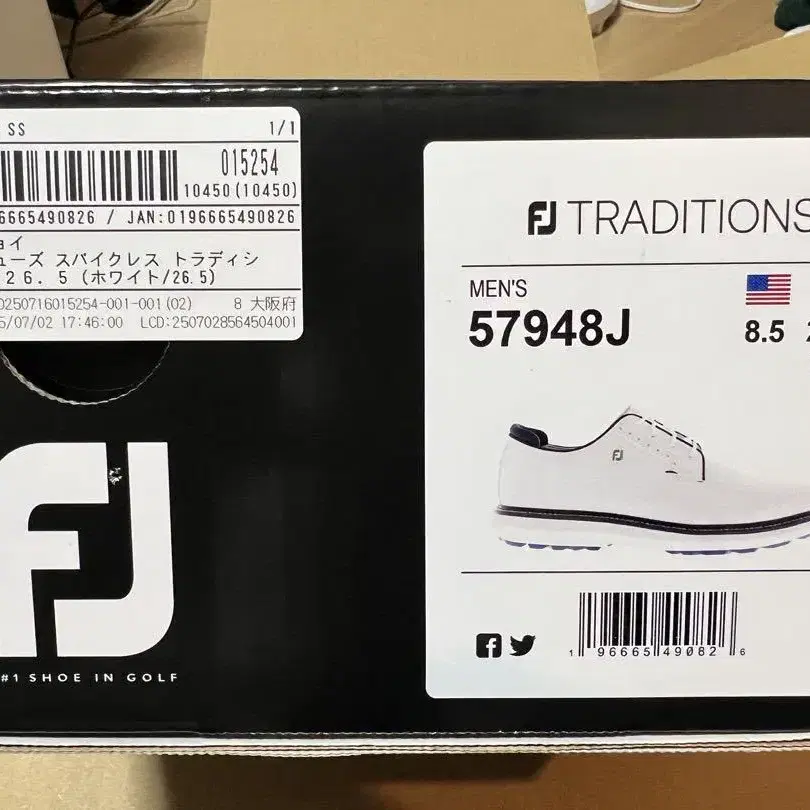 SS 1/1
015254
10450(10450)
6665490826 / JAN:0196665490826
ョイ
ューズ スパイクレス トラディシ
26.5 (ホワイト/26.5)
0250716015254-001-001(02) 8 大阪府
5/07/02 17:46:00 LCD:2507028564504001
FJ
#1 SHOE IN GOLF
FJ TRADITIONS
MEN'S
57948J
8.5
FJ
1 96665 49082 6